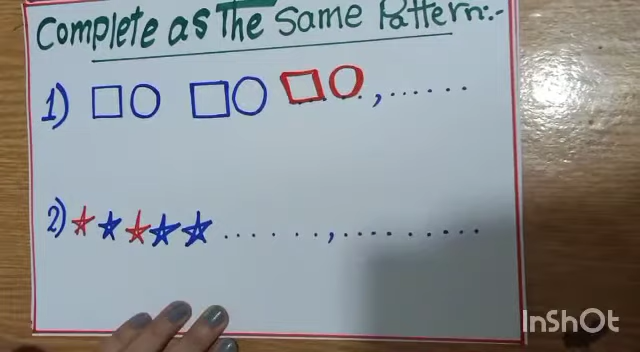 Complete as The Same Pattern:-
1) , ......
2) ...... , .........
InShOt